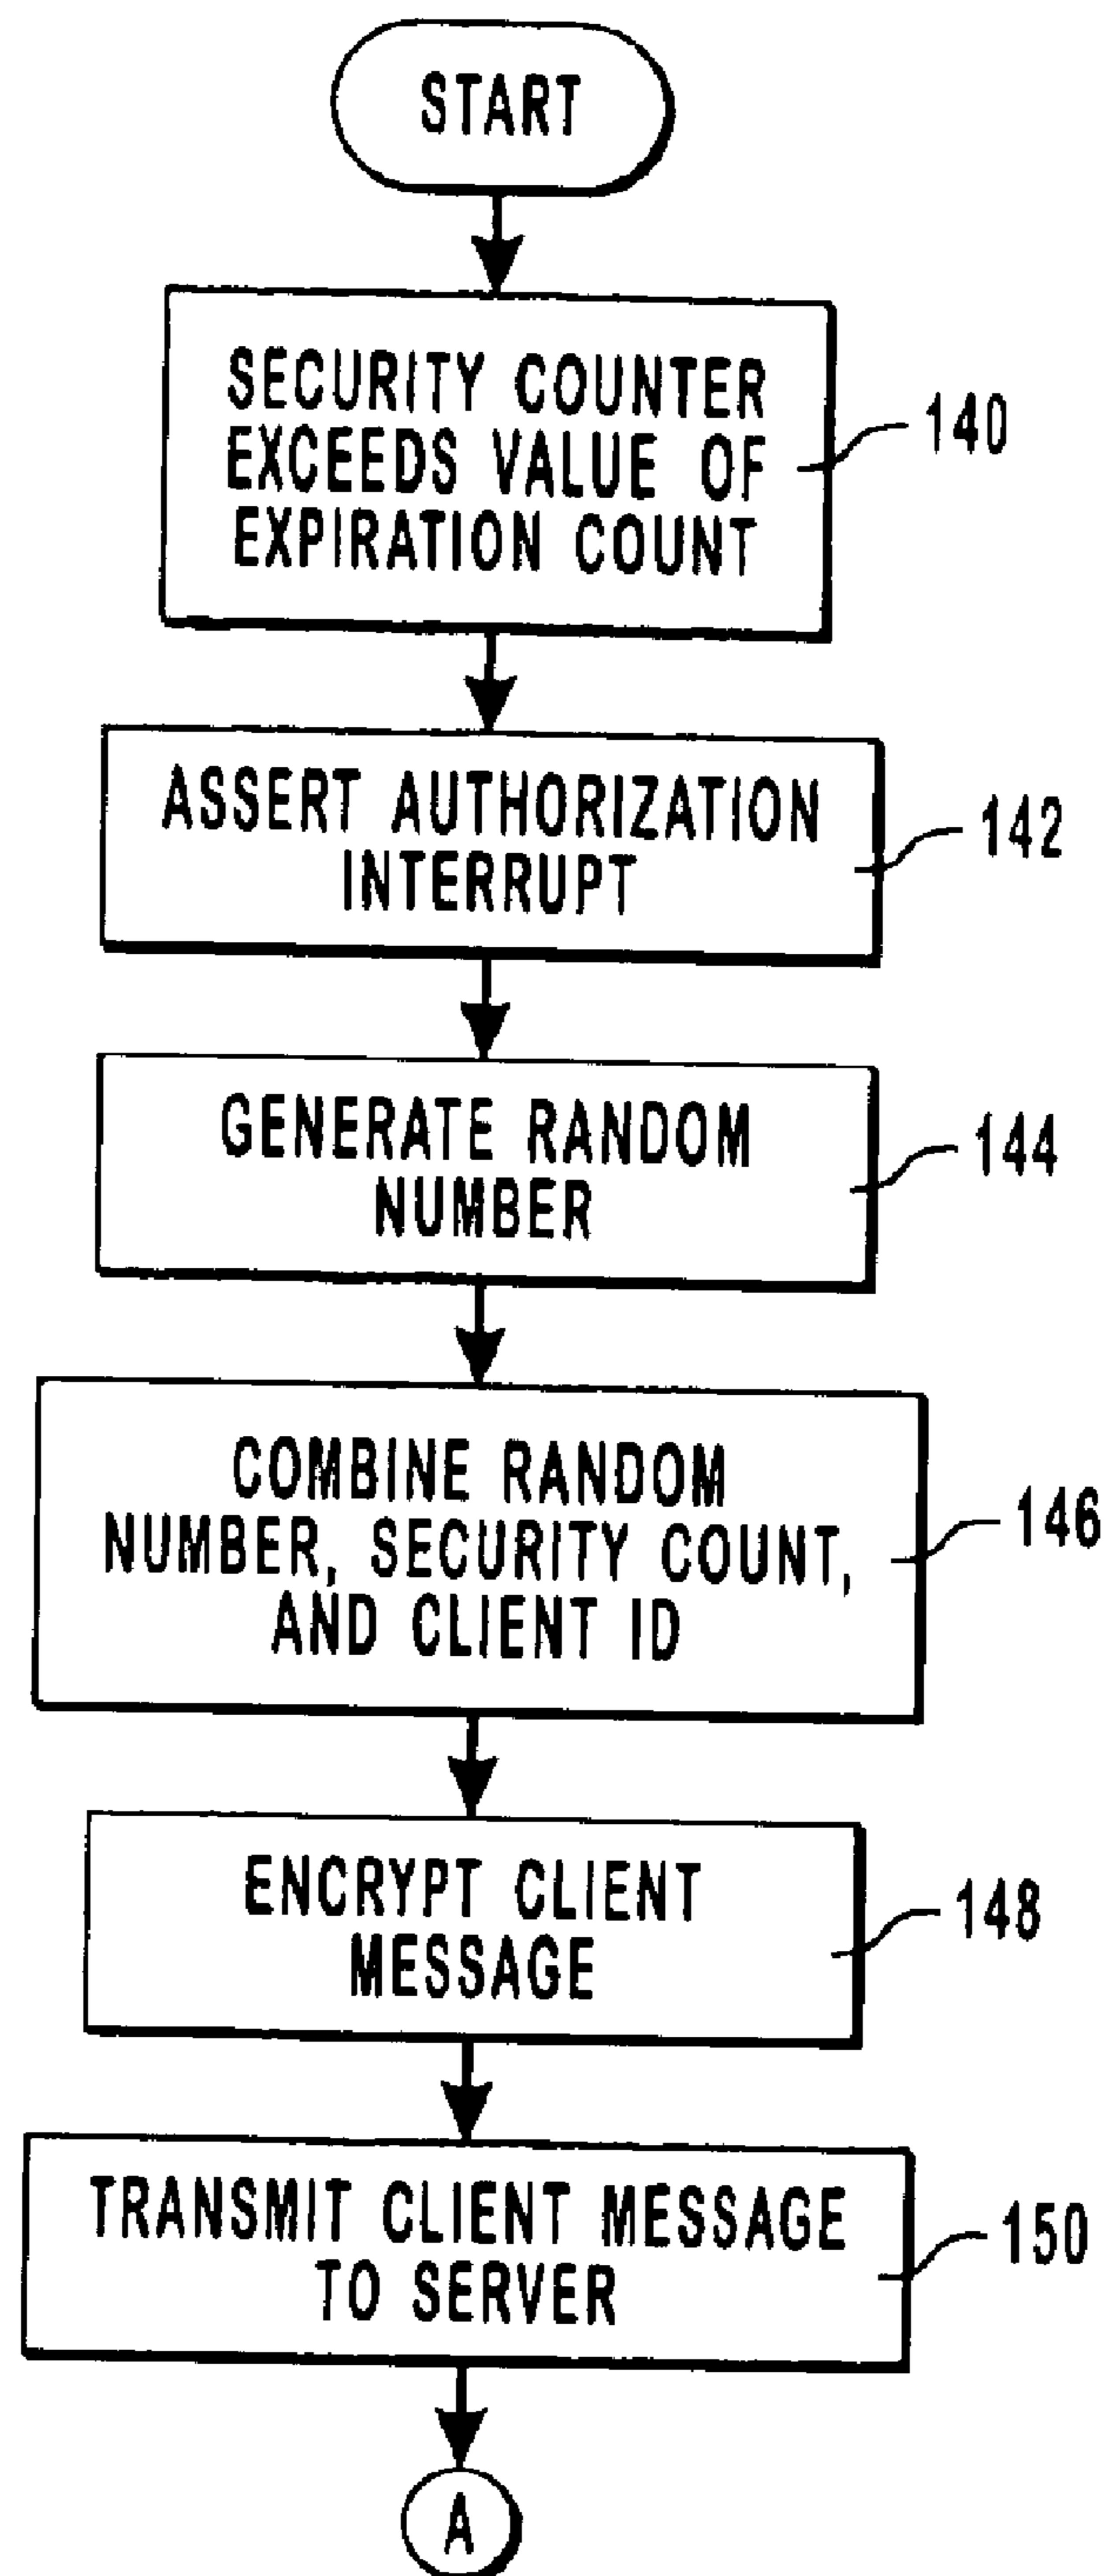 START
SECURITY COUNTER
EXCEEDS VALUE OF
EXPIRATION COUNT
140
ASSERT AUTHORIZATION
INTERRUPT
142
GENERATE RANDOM
NUMBER
144
COMBINE RANDOM
NUMBER, SECURITY COUNT,
AND CLIENT ID
146
ENCRYPT CLIENT
MESSAGE
148
TRANSMIT CLIENT MESSAGE
TO SERVER
150
A